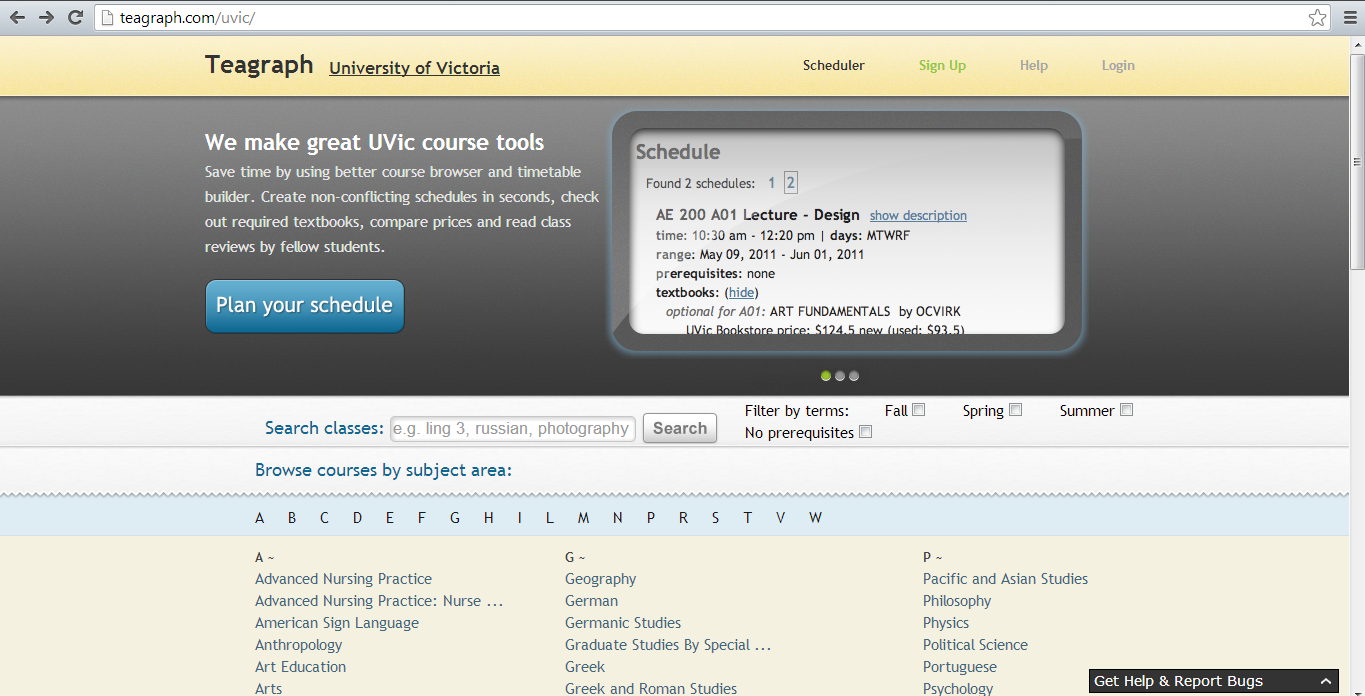 teagraph.com/uvic/
Teagraph University of Victoria
Scheduler Sign Up Help Login
We make great UVic course tools
Save time by using better course browser and timetable
builder. Create non-conflicting schedules in seconds, check
out required textbooks, compare prices and read class
reviews by fellow students.
Plan your schedule
Schedule
Found 2 schedules: 1 2
AE 200 A01 Lecture - Design show description
time: 10:30 am - 12:20 pm | days: MTWRF
range: May 09, 2011 - Jun 01, 2011
prerequisites: none
textbooks: (hide)
optional for A01: ART FUNDAMENTALS by OCVIRK
UVic Bookstore price: $124.5 new (used: $93.5)
Search classes: e.g. ling 3, russian, photography Search
Filter by terms: Fall Spring Summer
No prerequisites
Browse courses by subject area:
A B C D E F G H I L M N P R S T V W
A ~
Advanced Nursing Practice
Advanced Nursing Practice: Nurse ...
American Sign Language
Anthropology
Art Education
Arts
G ~
Geography
German
Germanic Studies
Graduate Studies By Special ...
Greek
Greek and Roman Studies
P ~
Pacific and Asian Studies
Philosophy
Physics
Political Science
Portuguese
Psychology
Get Help & Report Bugs